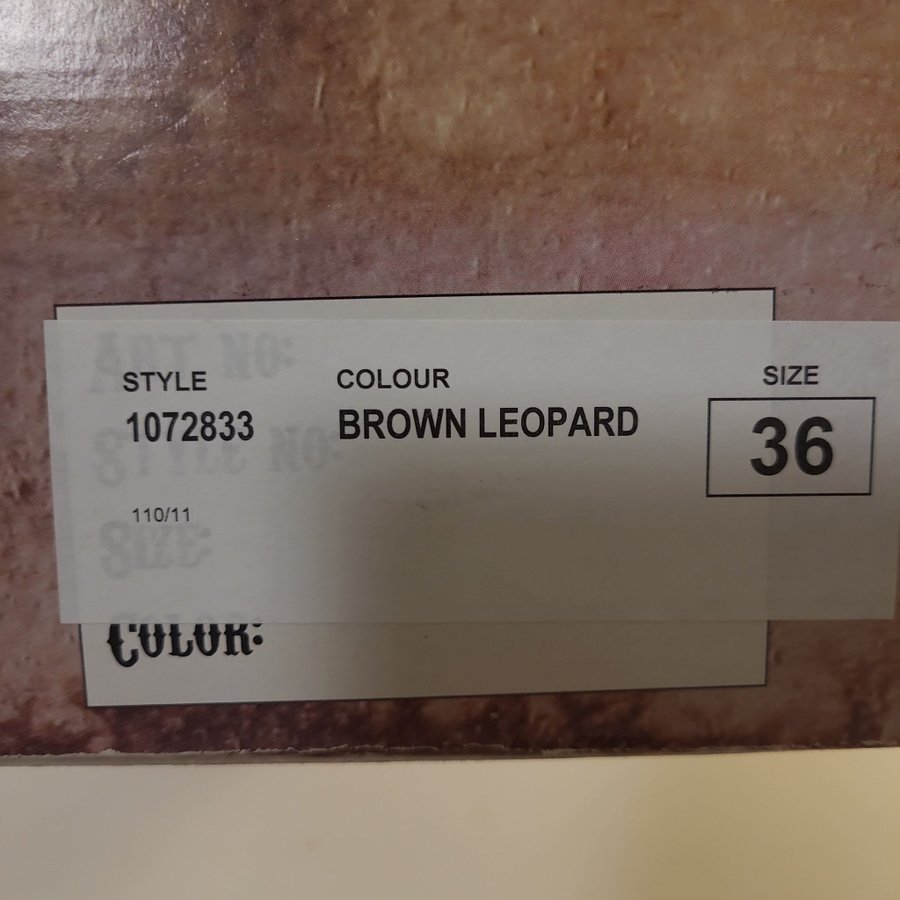 ART NO:
STYLE COLOUR SIZE
1072833 BROWN LEOPARD 36
STYLE NO:
110/11
SIZE:
COLOR: